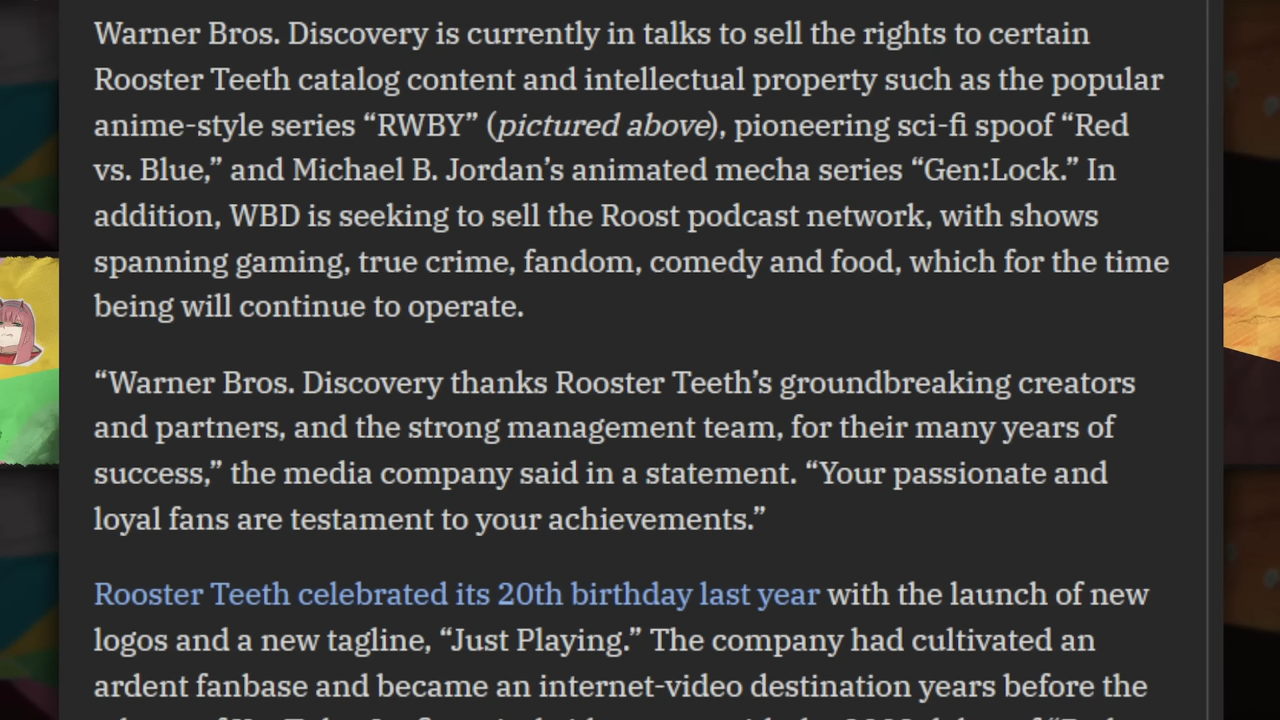 Warner Bros. Discovery is currently in talks to sell the rights to certain
Rooster Teeth catalog content and intellectual property such as the popular
anime-style series “RWBY” (pictured above), pioneering sci-fi spoof “Red
vs. Blue,” and Michael B. Jordan’s animated mecha series “Gen:Lock.” In
addition, WBD is seeking to sell the Roost podcast network, with shows
spanning gaming, true crime, fandom, comedy and food, which for the time
being will continue to operate.
“Warner Bros. Discovery thanks Rooster Teeth’s groundbreaking creators
and partners, and the strong management team, for their many years of
success,” the media company said in a statement. “Your passionate and
loyal fans are testament to your achievements.”
Rooster Teeth celebrated its 20th birthday last year with the launch of new
logos and a new tagline, “Just Playing.” The company had cultivated an
ardent fanbase and became an internet-video destination years before the